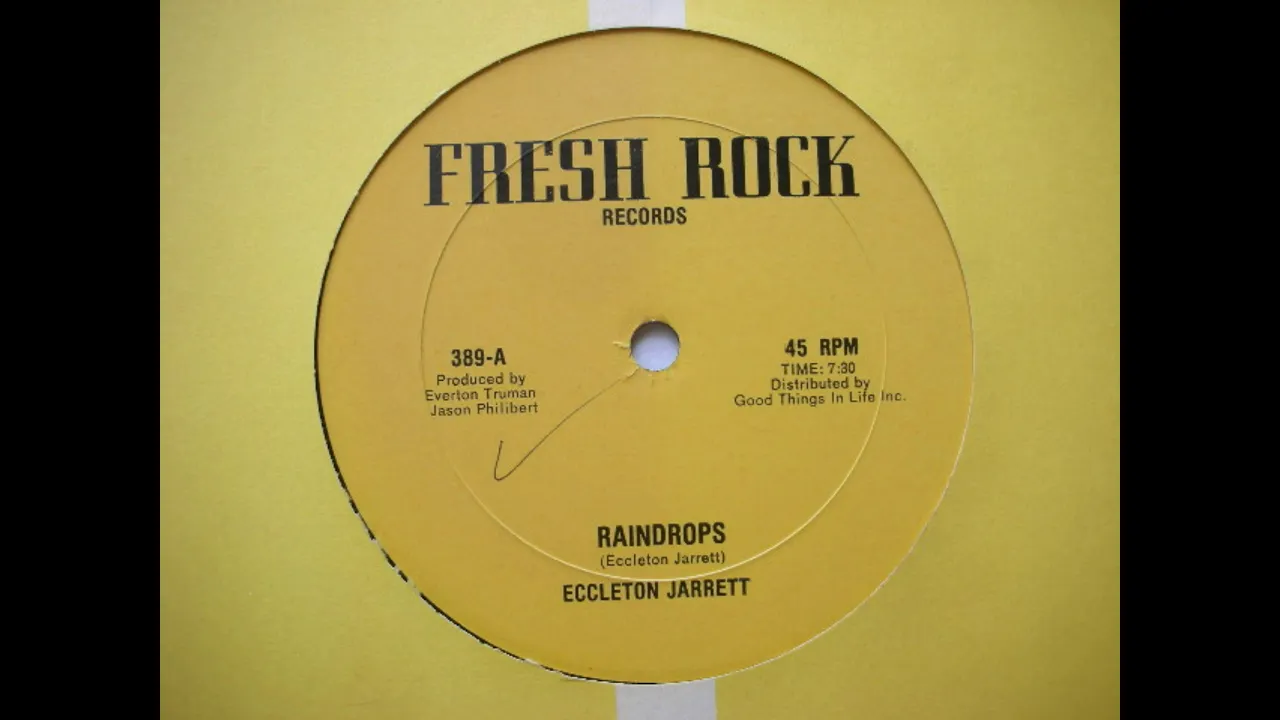 FRESH ROCK
RECORDS
389-A
Produced by
Everton Truman
Jason Philibert
45 RPM
TIME: 7:30
Distributed by
Good Things In Life Inc.
RAINDROPS
(Eccleton Jarrett)
ECCLETON JARRETT